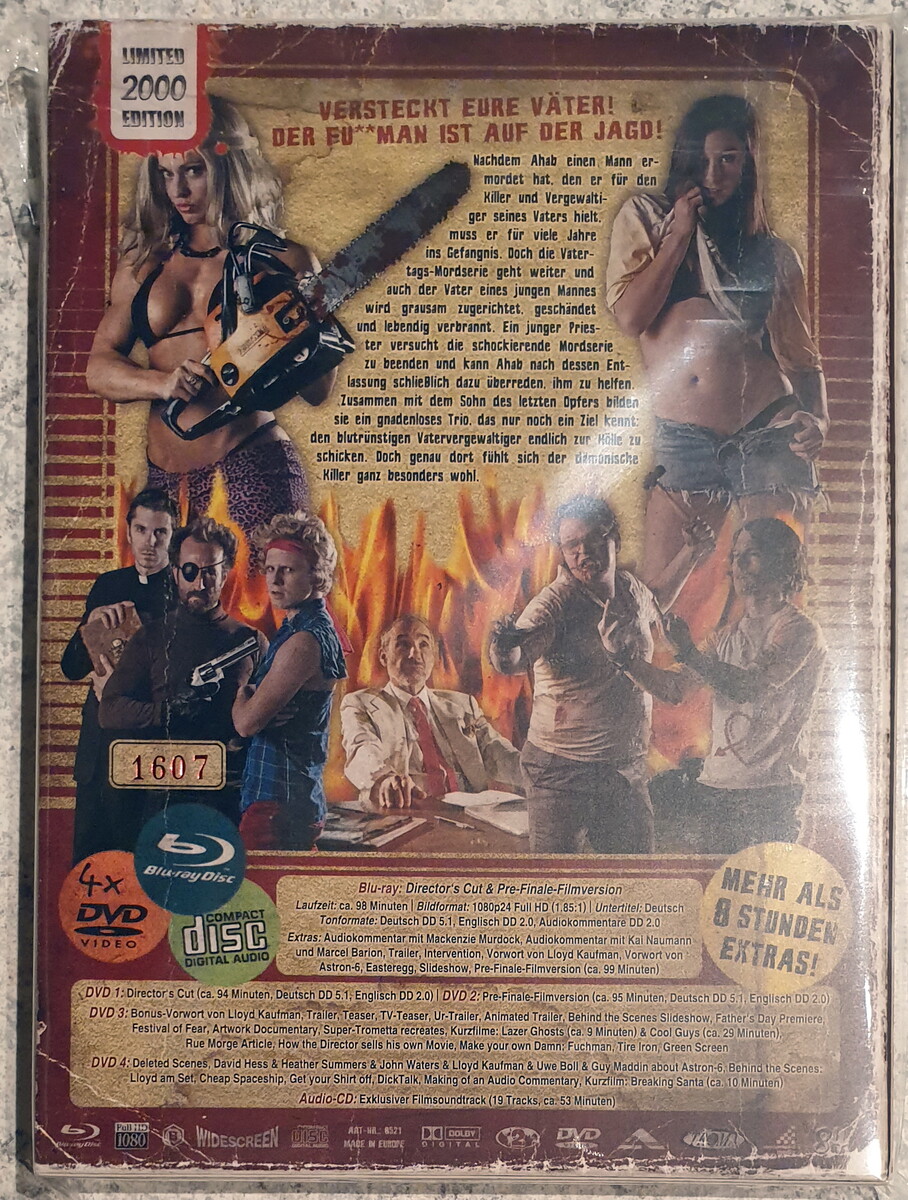 LIMITED
2000
EDITION
VERSTECKT EURE VÄTER!
DER FU**MAN IST AUF DER JAGD!
Nachdem Ahab einen Mann er-
mordet hat, den er für den
Killer und Vergewalti-
ger seines Vaters hielt,
muss er für viele Jahre
ins Gefängnis. Doch die Vater-
tags-Mordserie geht weiter und
auch der Vater eines jungen Mannes
wird grausam zugerichtet, geschändet
und lebendig verbrannt. Ein junger Pries-
ter versucht die schockierende Mordserie
zu beenden und kann Ahab nach dessen Ent-
lassung schließlich dazu überreden, ihm zu helfen.
Zusammen mit dem Sohn des letzten Opfers bilden
sie ein gnadenloses Trio, das nur noch ein Ziel kennt:
den blutrünstigen Vatervergewaltiger endlich zur Hölle zu
schicken. Doch genau dort fühlt sich der dämonische
Killer ganz besonders wohl.
1607
Blu-ray Disc
4x
DVD
VIDEO
COMPACT
disc
DIGITAL AUDIO
MEHR ALS
8 STUNDEN
EXTRAS!
Blu-ray: Director's Cut & Pre-Finale-Filmversion
Laufzeit: ca. 98 Minuten | Bildformat: 1080p24 Full HD (1.85:1) | Untertitel: Deutsch
Tonformate: Deutsch DD 5.1, Englisch DD 2.0, Audiokommentare DD 2.0
Extras: Audiokommentar mit Mackenzie Murdock, Audiokommentar mit Kai Naumann
und Marcel Barion, Trailer, Intervention, Vorwort von Lloyd Kaufman, Vorwort von
Astron-6, Easteregg, Slideshow, Pre-Finale-Filmversion (ca. 99 Minuten)
DVD 1: Director's Cut (ca. 94 Minuten, Deutsch DD 5.1, Englisch DD 2.0) | DVD 2: Pre-Finale-Filmversion (ca. 95 Minuten, Deutsch DD 5.1, Englisch DD 2.0)
DVD 3: Bonus-Vorwort von Lloyd Kaufman, Trailer, Teaser, TV-Teaser, Ur-Trailer, Animated Trailer, Behind the Scenes Slideshow, Father's Day Premiere,
Festival of Fear, Artwork Documentary, Super-Trometta recreates, Kurzfilme: Lazer Ghosts (ca. 9 Minuten) & Cool Guys (ca. 29 Minuten),
Rue Morge Article, How the Director sells his own Movie, Make your own Damn: Fuchman, Tire Iron, Green Screen
DVD 4: Deleted Scenes, David Hess & Heather Summers & John Waters & Lloyd Kaufman & Uwe Boll & Guy Maddin about Astron-6, Behind the Scenes:
Lloyd am Set, Cheap Spaceship, Get your Shirt off, DickTalk, Making of an Audio Commentary, Kurzfilm: Breaking Santa (ca. 10 Minuten)
Audio-CD: Exklusiver Filmsoundtrack (19 Tracks, ca. 53 Minuten)
Blu-ray Disc
Full HD
1080
WIDESCREEN
disc
ART-NR.: 6521
MADE IN EUROPE
DOLBY
DIGITAL
2
DVD
VIDEO